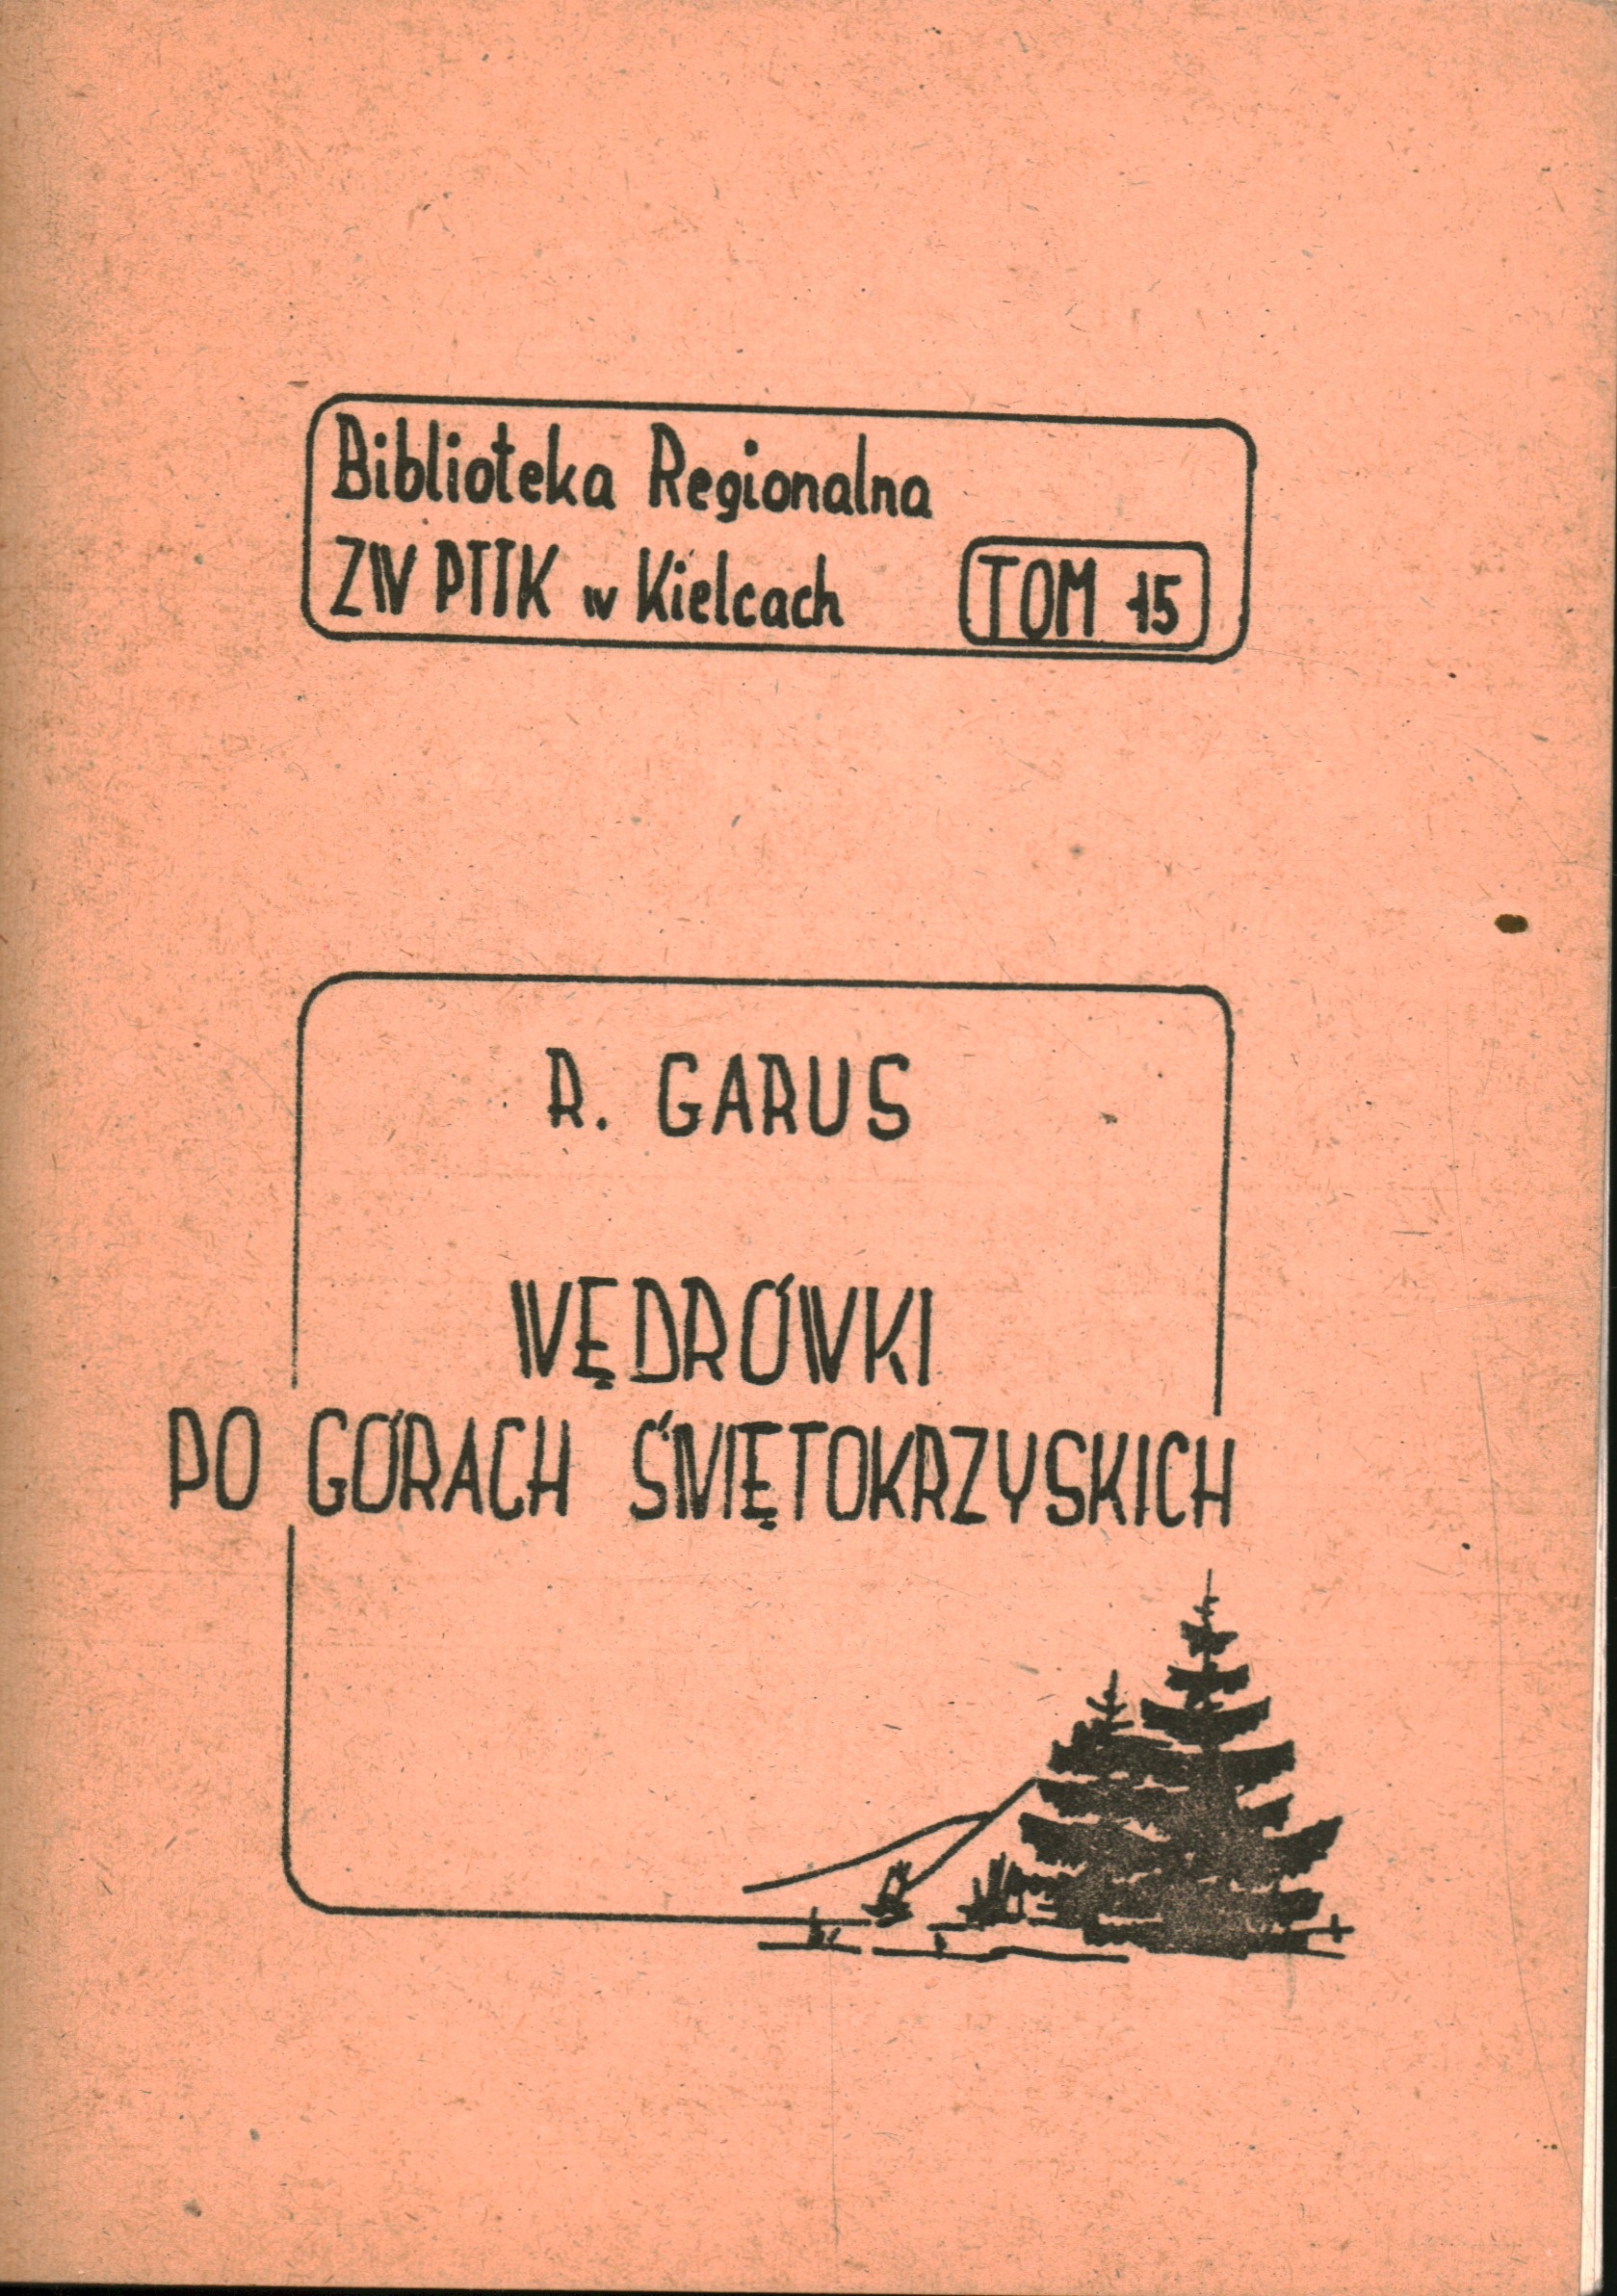 Biblioteka Regionalna
ZW PTTK w Kielcach TOM 15
R. GARUS
WĘDRÓWKI
PO GÓRACH ŚWIĘTOKRZYSKICH